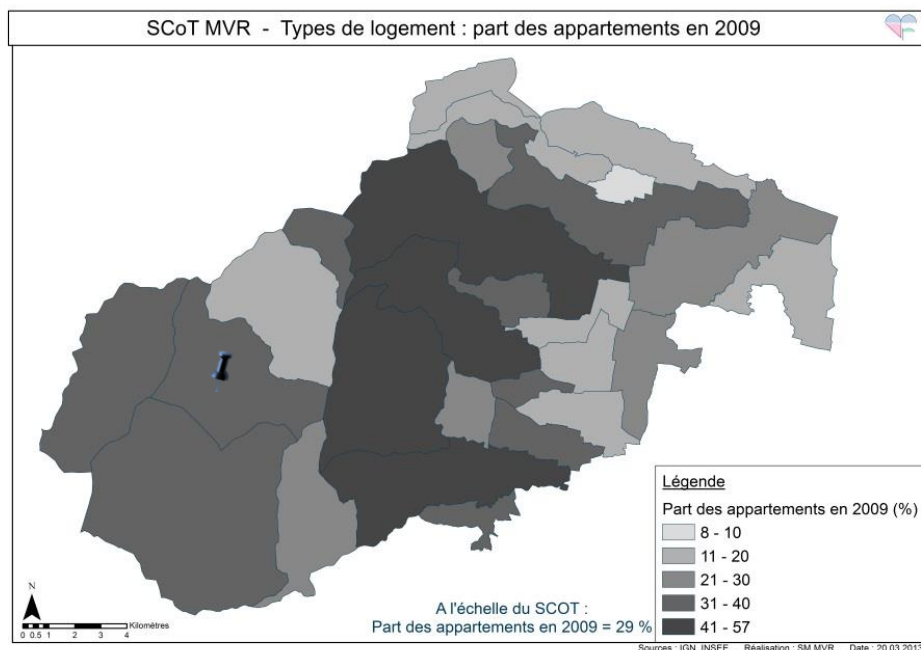 SCoT MVR - Types de logement : part des appartements en 2009
Légende
Part des appartements en 2009 (%)
8 - 10
11 - 20
21 - 30
31 - 40
41 - 57
A l'échelle du SCOT :
Part des appartements en 2009 = 29 %
N
Kilomètres
0 0.5 1 2 3 4
Sources : IGN, INSEE Réalisation : SM MVR Date : 20.03.2013